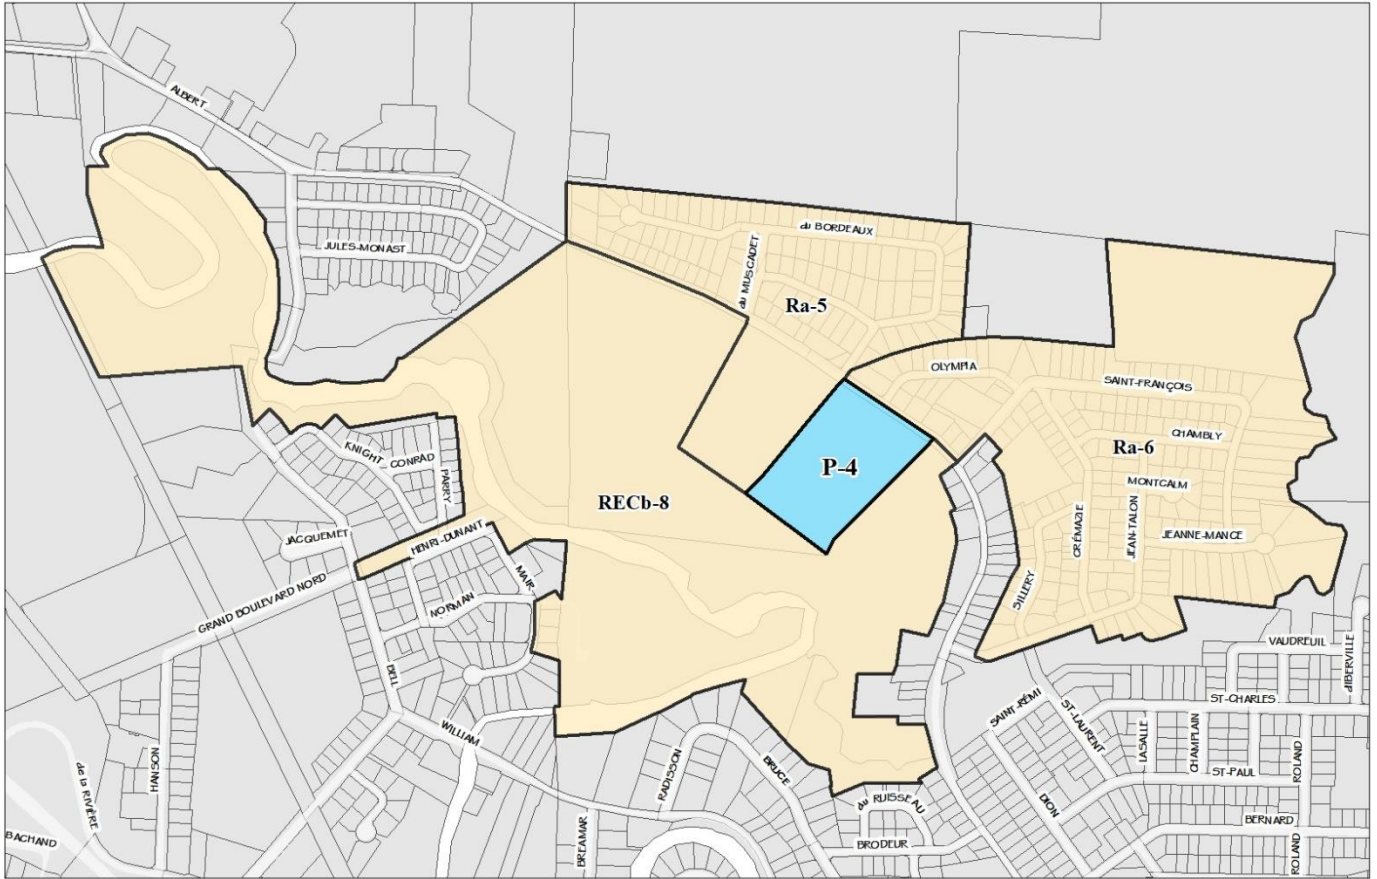 ALBERT
JULES-MONAST
du BORDEAUX
du MUSCADET
Ra-5
OLYMPIA
SAINT-FRANÇOIS
CHAMBLY
Ra-6
MONTCALM
CRÉMAZIE
JEAN-TALON
JEANNE-MANCE
SILLERY
P-4
RECb-8
KNIGHT
CONRAD
PARRY
JACQUEMET
HENRI-DUNANT
MAIR
NORMAN
GRAND BOULEVARD NORD
BELL
WILLIAM
HANSON
de la RIVIÈRE
BACHAND
BREAMAR
RADISSON
BRUCE
du RUISSEAU
BRODEUR
SAINT-RÉMI
ST-LAURENT
DION
VAUDREUIL
D'IBERVILLE
ST-CHARLES
LASALLE
CHAMPLAIN
ROLAND
ST-PAUL
BERNARD
ROLAND